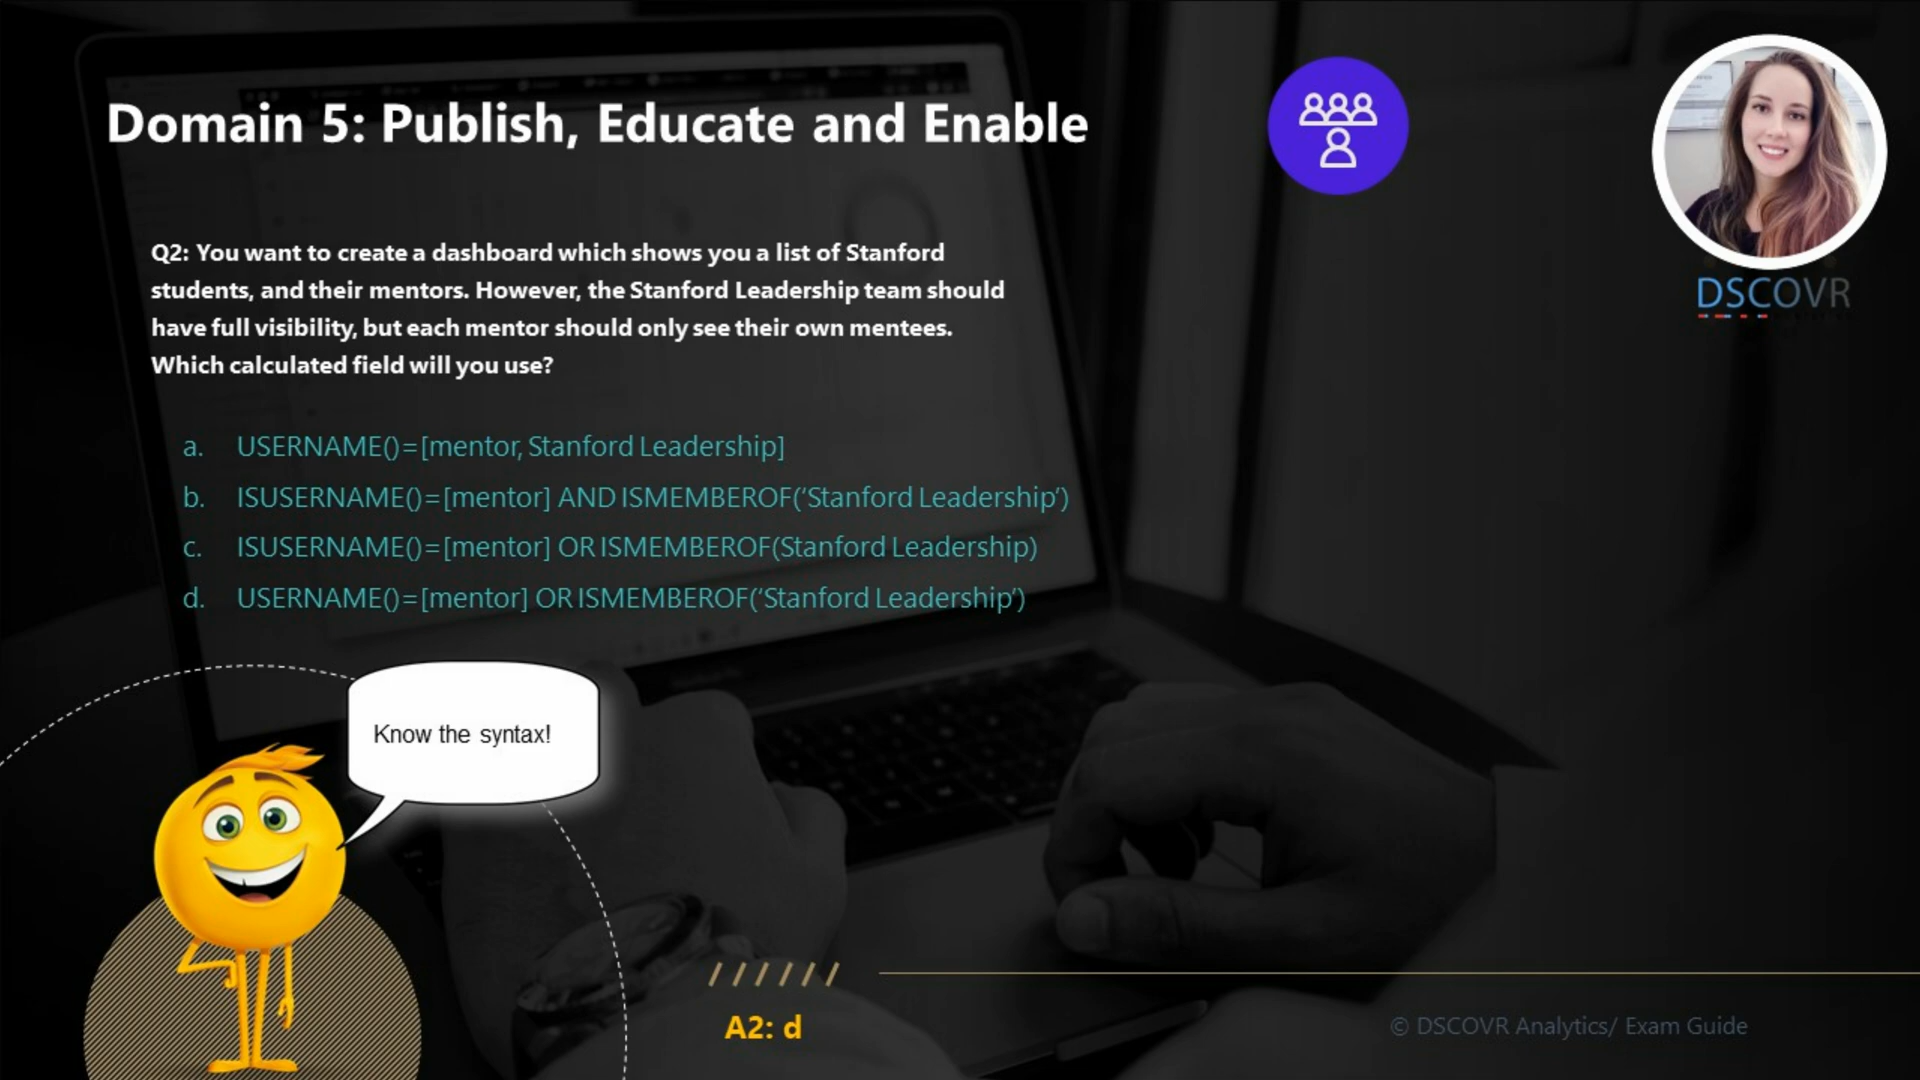 Domain 5: Publish, Educate and Enable
DSCOVR
Q2: You want to create a dashboard which shows you a list of Stanford
students, and their mentors. However, the Stanford Leadership team should
have full visibility, but each mentor should only see their own mentees.
Which calculated field will you use?
a. USERNAME()=[mentor, Stanford Leadership]
b. ISUSERNAME()=[mentor] AND ISMEMBEROF(‘Stanford Leadership’)
c. ISUSERNAME()=[mentor] OR ISMEMBEROF(Stanford Leadership)
d. USERNAME()=[mentor] OR ISMEMBEROF(‘Stanford Leadership’)
Know the syntax!
A2: d
© DSCOVR Analytics/ Exam Guide